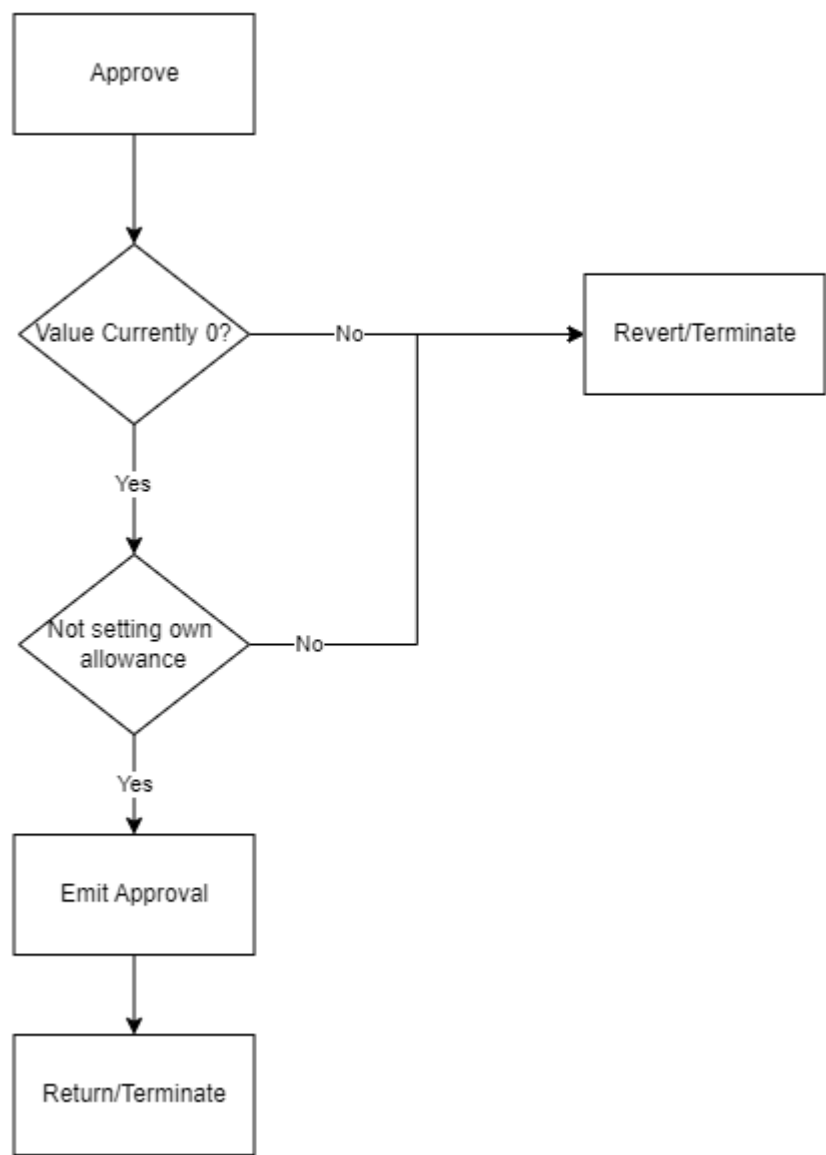 Approve
Value Currently 0?
No
Revert/Terminate
Yes
Not setting own
allowance
No
Yes
Emit Approval
Return/Terminate